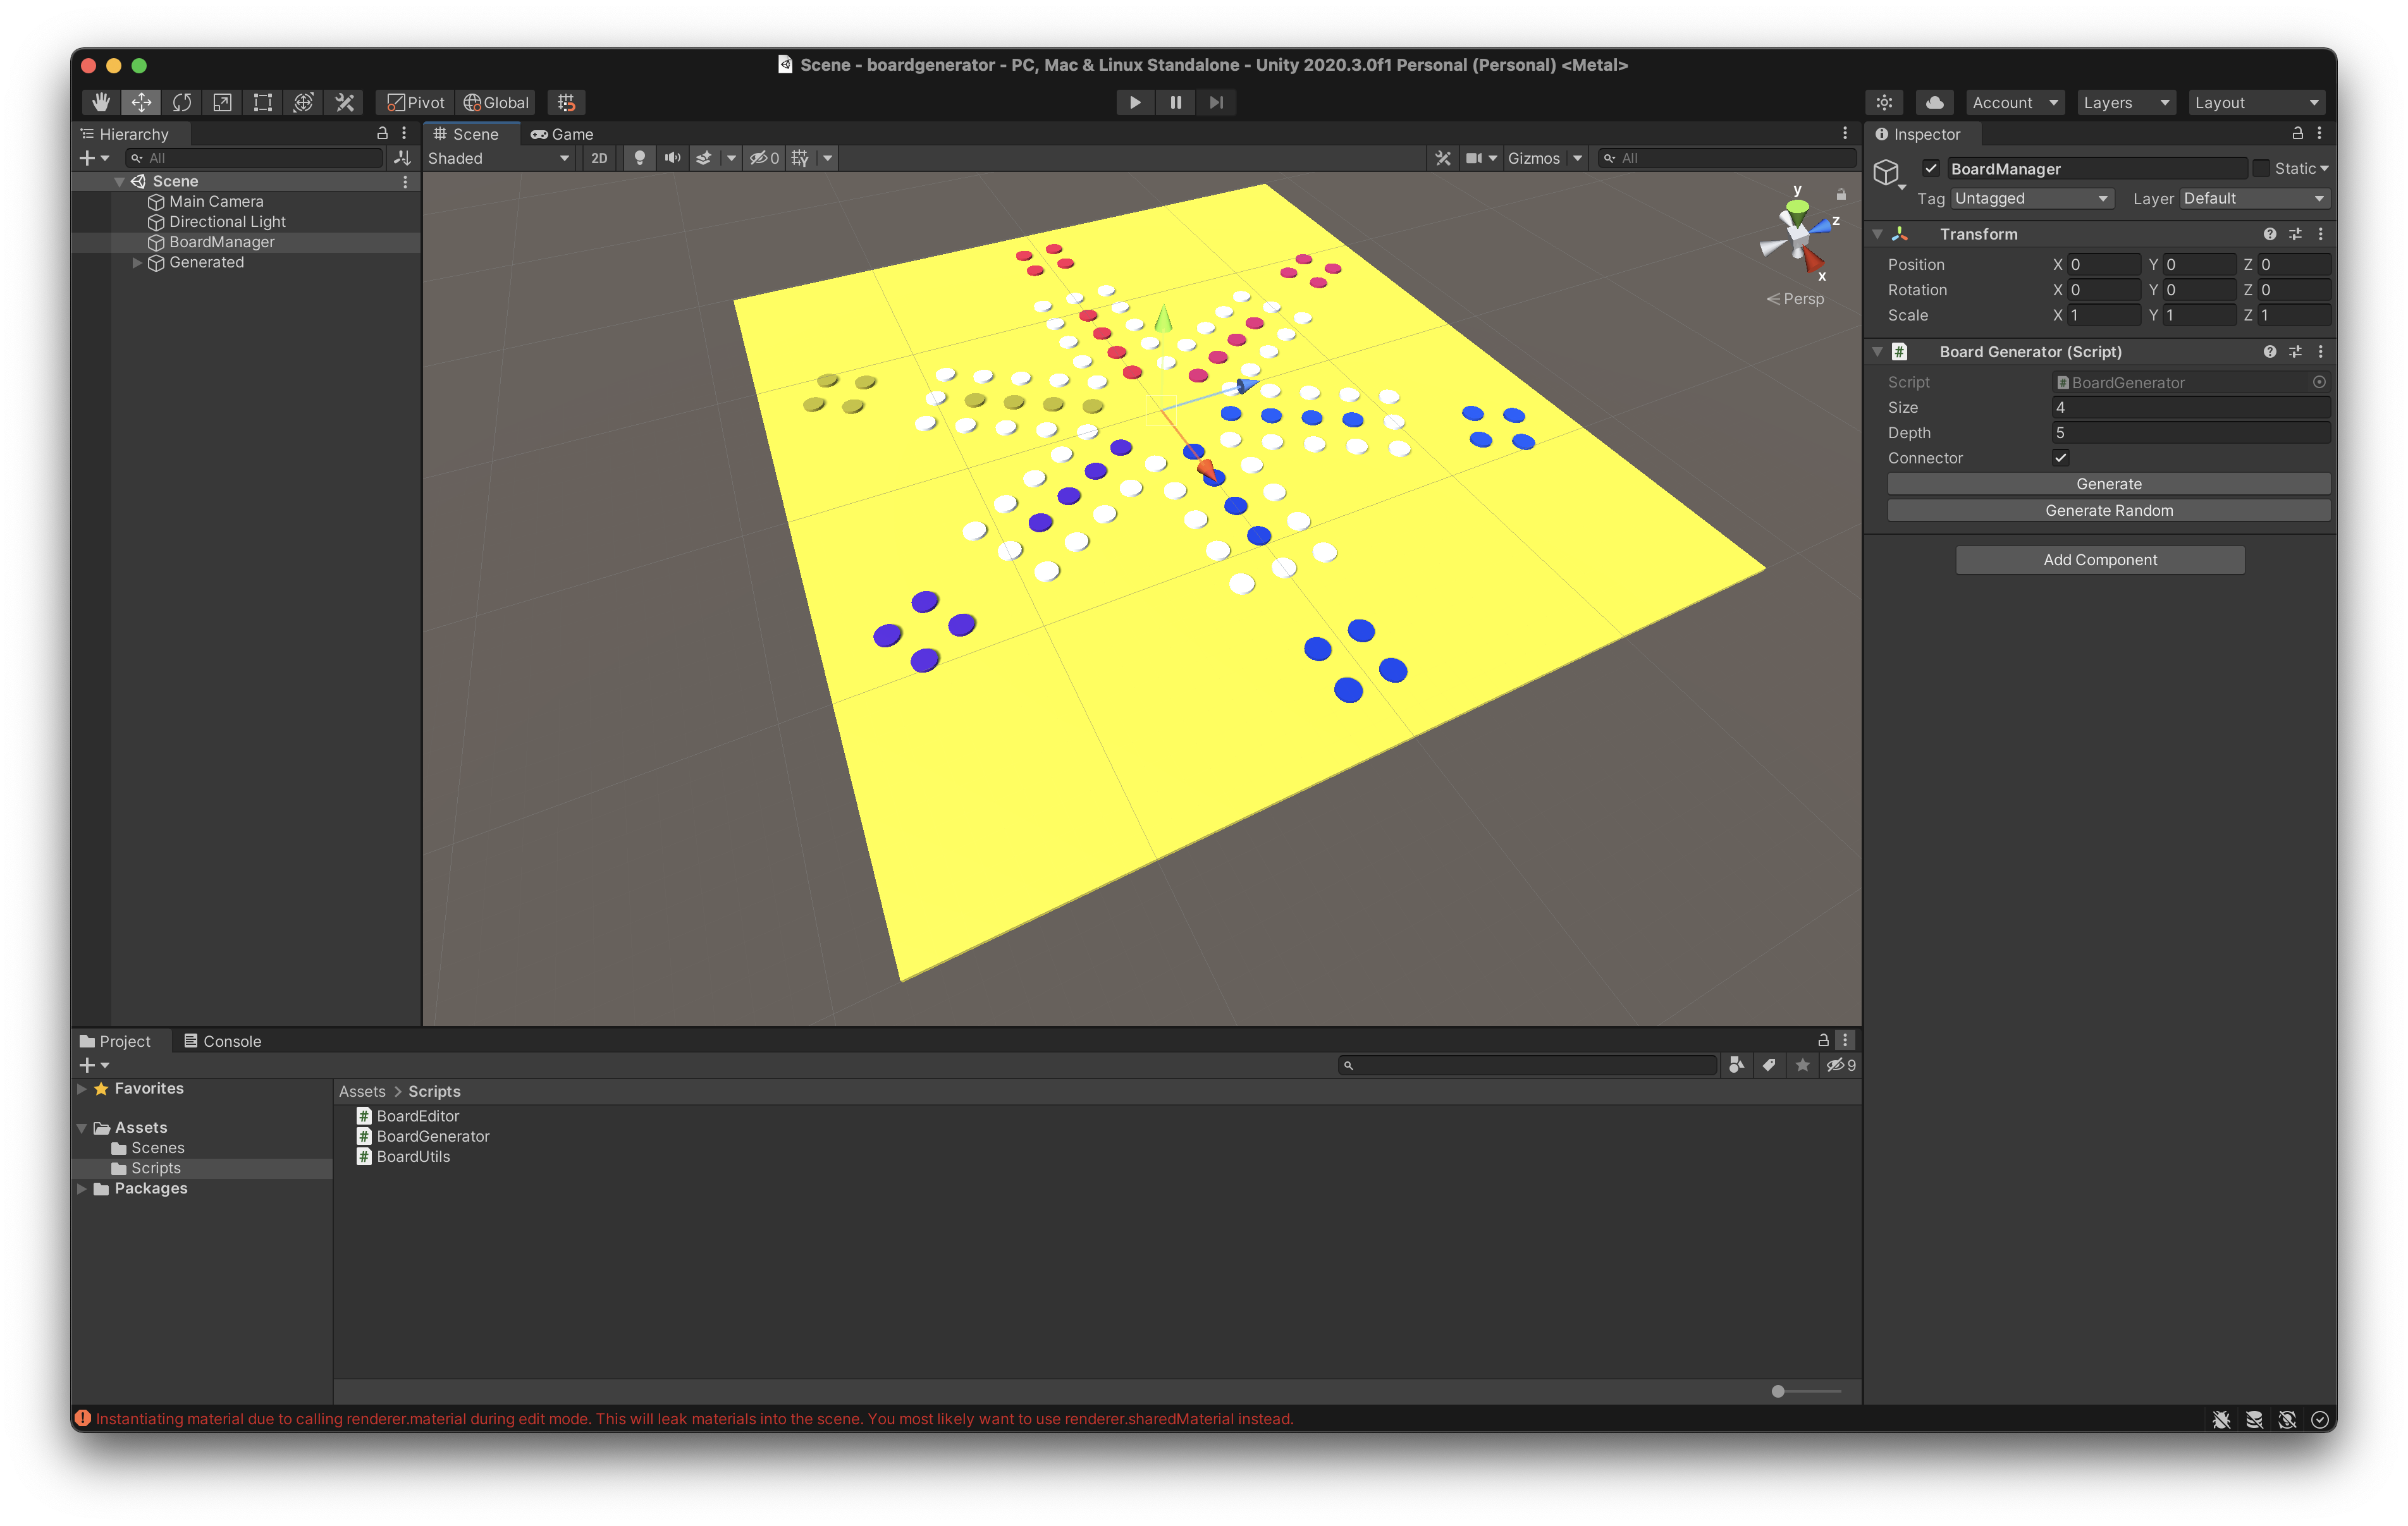 Scene - boardgenerator - PC, Mac & Linux Standalone - Unity 2020.3.0f1 Personal (Personal) <Metal>
Pivot Global Account Layers Layout
Hierarchy
All
Scene
Main Camera
Directional Light
BoardManager
Generated
Scene Game
Shaded 2D 0 Gizmos All
y
z
x
Persp
Inspector
BoardManager Static
Tag Untagged Layer Default
Transform
Position X 0 Y 0 Z 0
Rotation X 0 Y 0 Z 0
Scale X 1 Y 1 Z 1
# Board Generator (Script)
Script # BoardGenerator
Size 4
Depth 5
Connector
Generate
Generate Random
Add Component
Project Console
9
Favorites
Assets
Scenes
Scripts
Packages
Assets > Scripts
# BoardEditor
# BoardGenerator
# BoardUtils
Instantiating material due to calling renderer.material during edit mode. This will leak materials into the scene. You most likely want to use renderer.sharedMaterial instead.